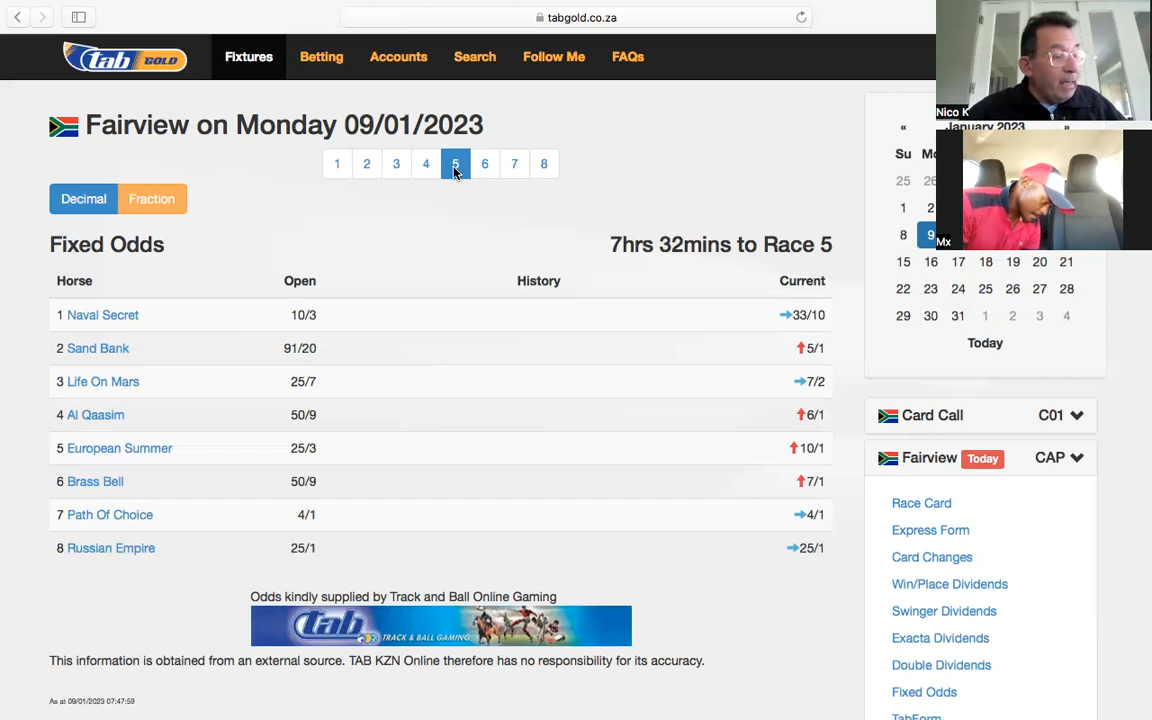 tabgold.co.za
tab GOLD
Fixtures Betting Accounts Search Follow Me FAQs
Nico K
Fairview on Monday 09/01/2023
1 2 3 4 5 6 7 8
Decimal Fraction
Fixed Odds 7hrs 32mins to Race 5
Horse Open History Current
1 Naval Secret 10/3 33/10
2 Sand Bank 91/20 5/1
3 Life On Mars 25/7 7/2
4 Al Qaasim 50/9 6/1
5 European Summer 25/3 10/1
6 Brass Bell 50/9 7/1
7 Path Of Choice 4/1 4/1
8 Russian Empire 25/1 25/1
Odds kindly supplied by Track and Ball Online Gaming
tab TRACK & BALL GAMING
This information is obtained from an external source. TAB KZN Online therefore has no responsibility for its accuracy.
As at 09/01/2023 07:47:59
« January 2023 »
Su
25 26
1 2
8 9
Mx
15 16 17 18 19 20 21
22 23 24 25 26 27 28
29 30 31 1 2 3 4
Today
Card Call C01
Fairview Today CAP
Race Card
Express Form
Card Changes
Win/Place Dividends
Swinger Dividends
Exacta Dividends
Double Dividends
Fixed Odds
TabForm